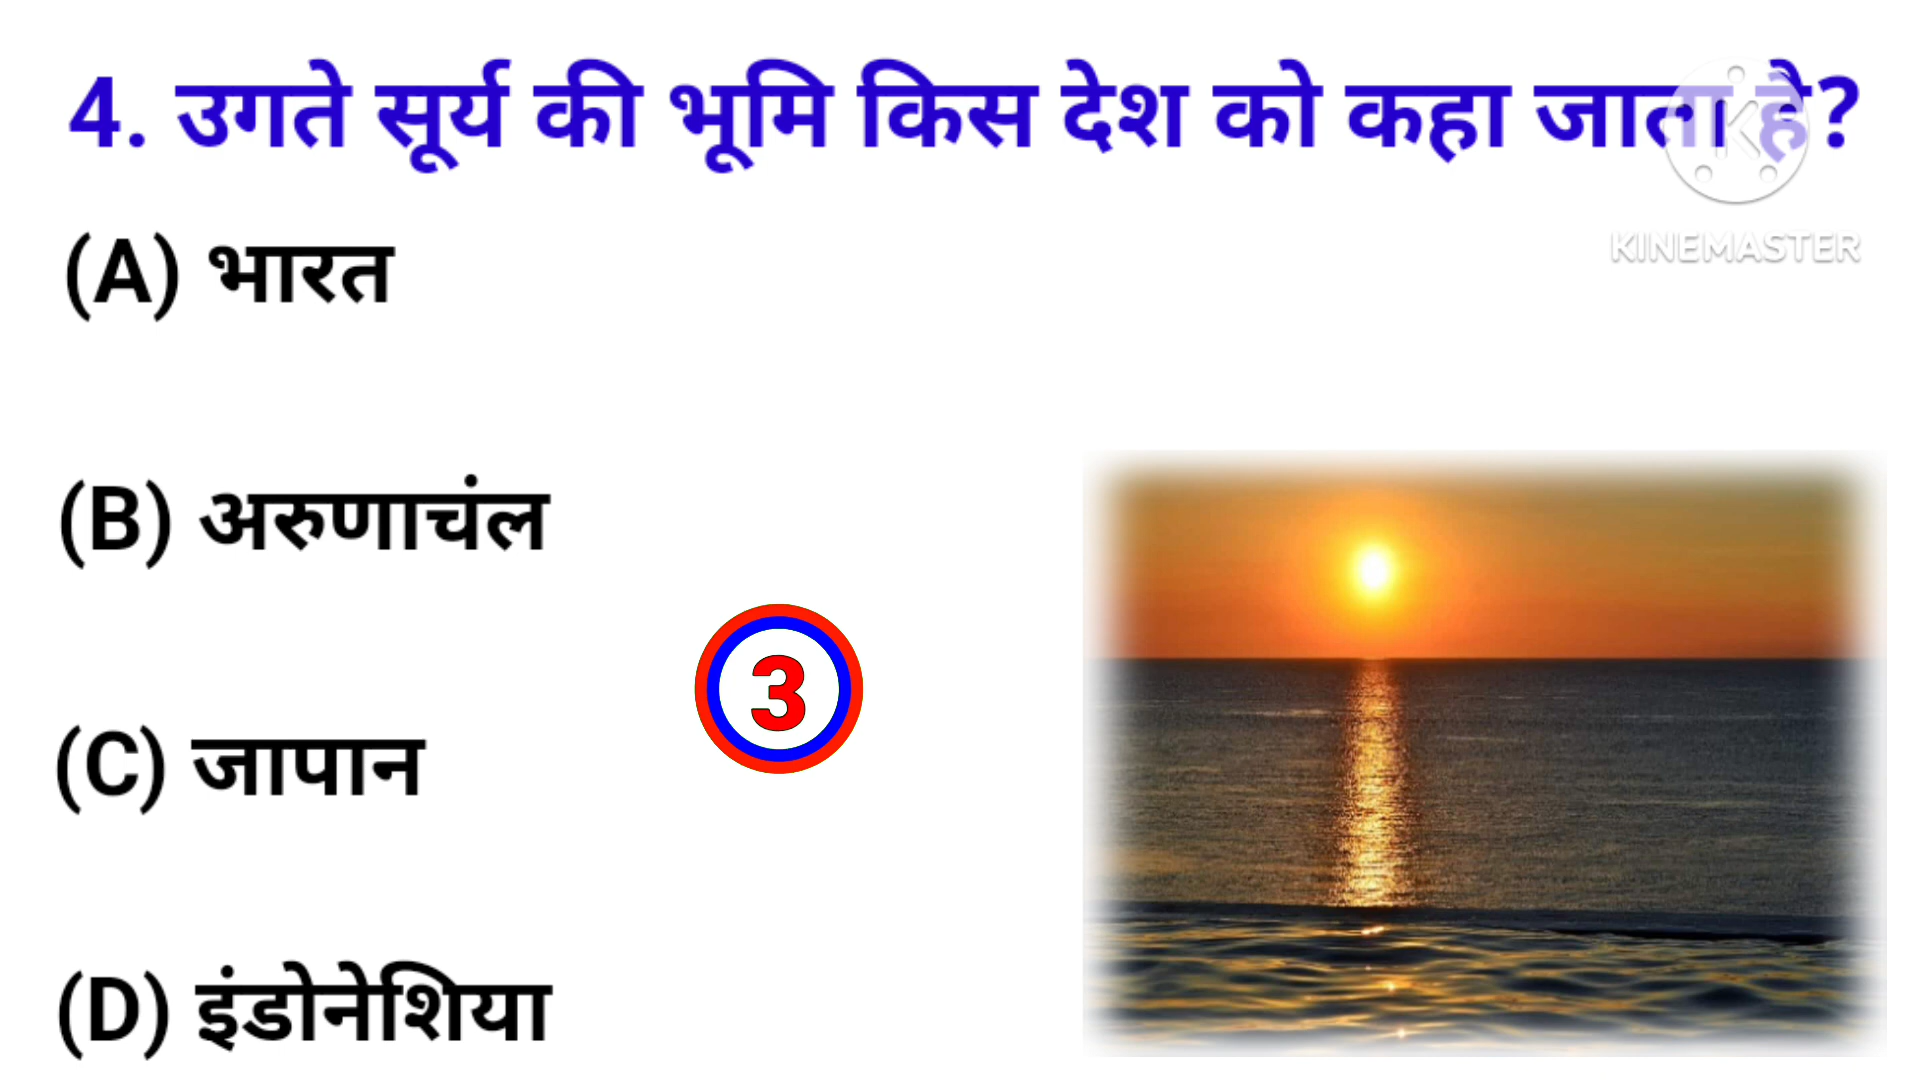 4. उगते सूर्य की भूमि किस देश को कहा जाता है?
KINEMASTER
(A) भारत
(B) अरुणाचंल
3
(C) जापान
(D) इंडोनेशिया